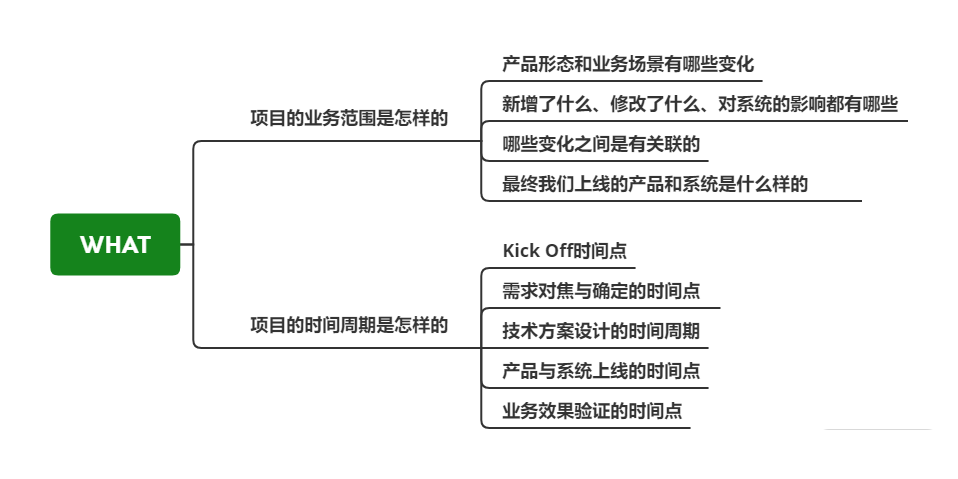 WHAT
项目的业务范围是怎样的
产品形态和业务场景有哪些变化
新增了什么、修改了什么、对系统的影响都有哪些
哪些变化之间是有关联的
最终我们上线的产品和系统是什么样的
项目的时间周期是怎样的
Kick Off时间点
需求对焦与确定的时间点
技术方案设计的时间周期
产品与系统上线的时间点
业务效果验证的时间点